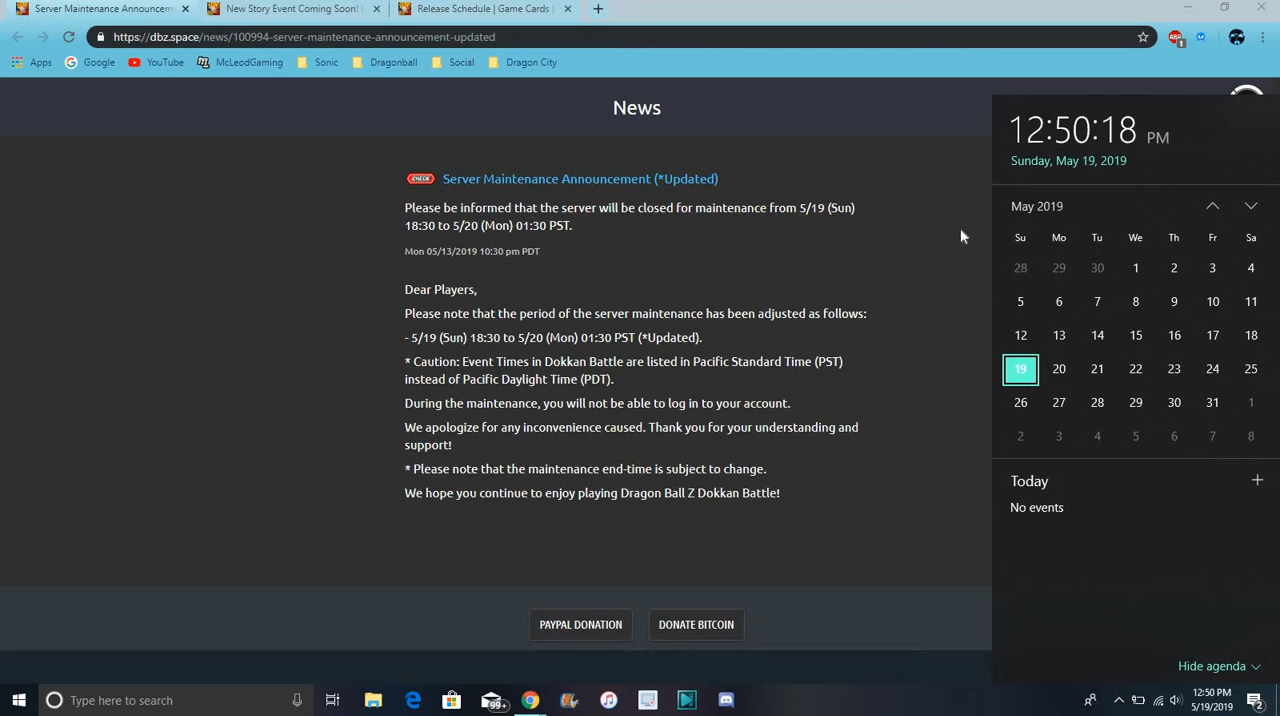 Server Maintenance Announcem
New Story Event Coming Soon!
Release Schedule | Game Cards |
https://dbz.space/news/100994-server-maintenance-announcement-updated
1
Apps
Google
YouTube
McLeodGaming
Sonic
Dragonball
Social
Dragon City
News
CHECK Server Maintenance Announcement (*Updated)
Please be informed that the server will be closed for maintenance from 5/19 (Sun)
18:30 to 5/20 (Mon) 01:30 PST.
Mon 05/13/2019 10:30 pm PDT
Dear Players,
Please note that the period of the server maintenance has been adjusted as follows:
- 5/19 (Sun) 18:30 to 5/20 (Mon) 01:30 PST (*Updated).
* Caution: Event Times in Dokkan Battle are listed in Pacific Standard Time (PST)
instead of Pacific Daylight Time (PDT).
During the maintenance, you will not be able to log in to your account.
We apologize for any inconvenience caused. Thank you for your understanding and
support!
* Please note that the maintenance end-time is subject to change.
We hope you continue to enjoy playing Dragon Ball Z Dokkan Battle!
PAYPAL DONATION
DONATE BITCOIN
12:50:18 PM
Sunday, May 19, 2019
May 2019
Su Mo Tu We Th Fr Sa
28 29 30 1 2 3 4
5 6 7 8 9 10 11
12 13 14 15 16 17 18
19 20 21 22 23 24 25
26 27 28 29 30 31 1
2 3 4 5 6 7 8
Today
No events
Hide agenda
Type here to search
99+
12:50 PM
5/19/2019
2